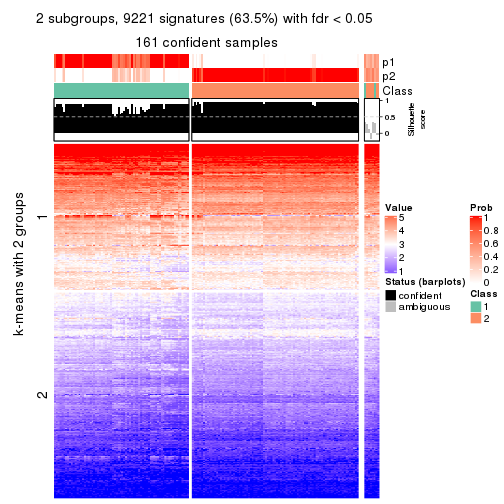 2 subgroups, 9221 signatures (63.5%) with fdr < 0.05
161 confident samples
p1
p2
Class
1
0.5
0
Silhouette
score
k-means with 2 groups
1
2
Value
5
4
3
2
1
Status (barplots)
confident
ambiguous
Prob
1
0.8
0.6
0.4
0.2
0
Class
1
2